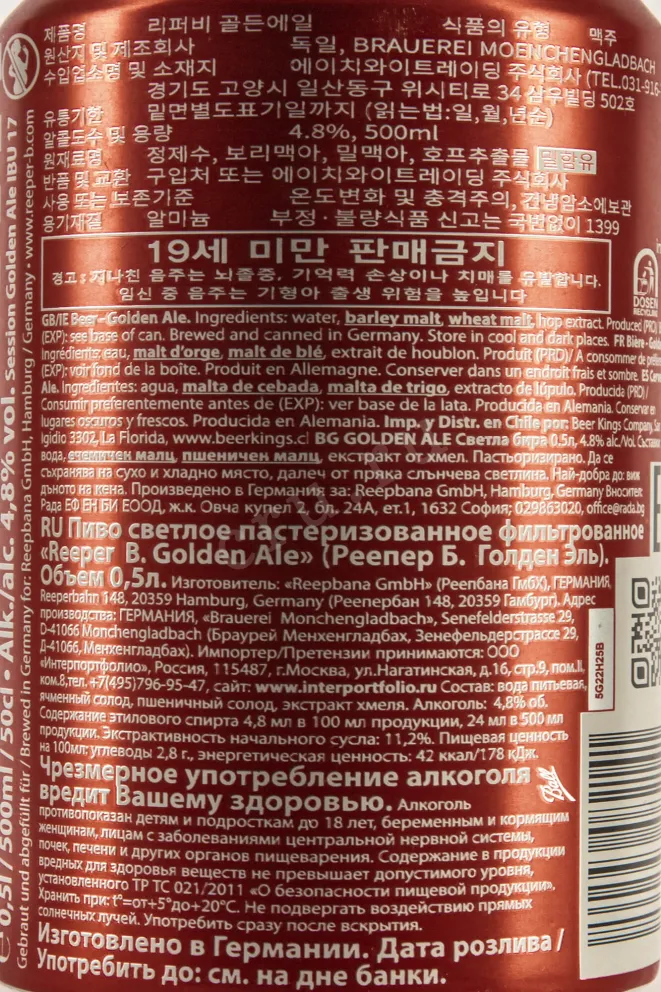 제품명 리퍼비 골든에일 식품의 유형 맥주
원산지 및 제조회사 독일, BRAUEREI MOENCHENGLADBACH
수입업소명 및 소재지 에이치와이트레이딩 주식회사 (TEL.031-916
경기도 고양시 일산동구 위시티로 34 삼우빌딩 502호
유통기한 밑면별도표기일까지 (읽는법:일,월,년순)
알콜도수 및 용량 4.8%, 500ml
원재료명 정제수, 보리맥아, 밀맥아, 호프추출물 밀함유
반품 및 교환 구입처 또는 에이치와이트레이딩 주식회사
사용 또는 보존기준 온도변화 및 충격주의, 건냉암소에보관
용기재질 알미늄 부정·불량식품 신고는 국번없이 1399
19세 미만 판매금지
경고 : 지나친 음주는 뇌졸중, 기억력 손상이나 치매를 유발합니다.
임신 중 음주는 기형아 출생 위험을 높입니다
GB/IE Beer–Golden Ale. Ingredients: water, barley malt, wheat malt, hop extract. Produced (PRD)
(EXP): see base of can. Brewed and canned in Germany. Store in cool and dark places. FR Bière - Golde
Ingrédients: eau, malt d'orge, malt de blé, extrait de houblon. Produit (PRD)/ A consommer de préfé
(EXP): voir fond de la boîte. Produit en Allemagne. Conserver dans un endroit frais et sombre. ES Cerv
Ale. Ingredientes: agua, malta de cebada, malta de trigo, extracto de lúpulo. Producida (PRD) /
Consumir preferentemente antes de (EXP): ver base de la lata. Producida en Alemania. Conservar en
lugares oscuros y frescos. Producida en Alemania. Imp. y Distr. en Chile por: Beer Kings Company, San
Igidio 3302, La Florida, www.beerkings.cl BG GOLDEN ALE Светла бира 0.5л, 4.8% alc./Vol. Съставки:
вода, ечемичен малц, пшеничен малц, екстракт от хмел. Пастьоризирано. Да се
съхранява на сухо и хладно място, далеч от пряка слънчева светлина. Най-добра до: виж
дъното на кена. Произведено в Германия за: Reepbana GmbH, Hamburg, Germany Вносител:
Рада ЕФ ЕН БИ ЕООД, ж.к. Овча купел 2, бл. 24А, ет.1, 1632 София; 029863020, office@rada.bg
RU Пиво светлое пастеризованное фильтрованное
«Reeper B. Golden Ale» (Реепер Б. Голден Эль).
Объем 0,5л. Изготовитель: «Reepbana GmbH» (Реепбана ГмбХ), ГЕРМАНИЯ,
Reeperbahn 148, 20359 Hamburg, Germany (Реепербан 148, 20359 Гамбург). Адрес
производства: ГЕРМАНИЯ, «Brauerei Monchengladbach», Senefelderstrasse 29,
D-41066 Monchengladbach (Браурей Менхенгладбах, Зенефельдерстрассе 29,
Д-41066, Менхенгладбах). Импортер/Претензии принимаются: ООО
«Интерпортфолио», Россия, 115487, г.Москва, ул.Нагатинская, д.16, стр.9, пом.II,
ком.8,тел. +7(495)796-95-47, сайт: www.interportfolio.ru Состав: вода питьевая,
ячменный солод, пшеничный солод, экстракт хмеля. Алкоголь: 4,8% об.
Содержание этилового спирта 4,8 мл в 100 мл продукции, 24 мл в 500 мл
продукции. Экстрактивность начального сусла: 11,2%. Пищевая ценность
на 100мл: углеводы 2,8 г., энергетическая ценность: 42 ккал/178 кДж.
Чрезмерное употребление алкоголя
вредит Вашему здоровью. Алкоголь
противопоказан детям и подросткам до 18 лет, беременным и кормящим
женщинам, лицам с заболеваниями центральной нервной системы,
почек, печени и других органов пищеварения. Содержание в продукции
вредных для здоровья веществ не превышает допустимого уровня,
установленного ТР ТС 021/2011 «О безопасности пищевой продукции»,
Хранить при: t°=от+5°до+20°С. Не подвергать воздействию прямых
солнечных лучей. Употребить сразу после вскрытия.
Изготовлено в Германии. Дата розлива /
Употребить до: см. на дне банки.
0,5l / 500ml / 50cl • Alk./alc. 4,8% vol. Session Golden Ale IBU 17
Gebraut und abgefüllt für / Brewed in Germany for: Reepbana GmbH, Hamburg / Germany - www.reeper-b.com
DOSEN
RECYCLING
5G22H25B
Ball